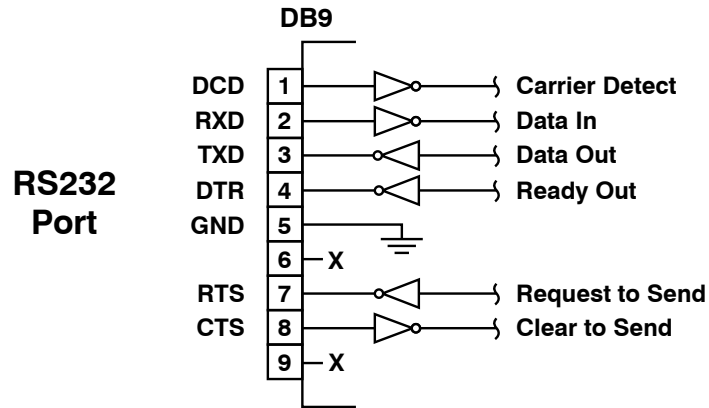 DB9
RS232
Port
DCD 1 Carrier Detect
RXD 2 Data In
TXD 3 Data Out
DTR 4 Ready Out
GND 5
6 X
RTS 7 Request to Send
CTS 8 Clear to Send
9 X